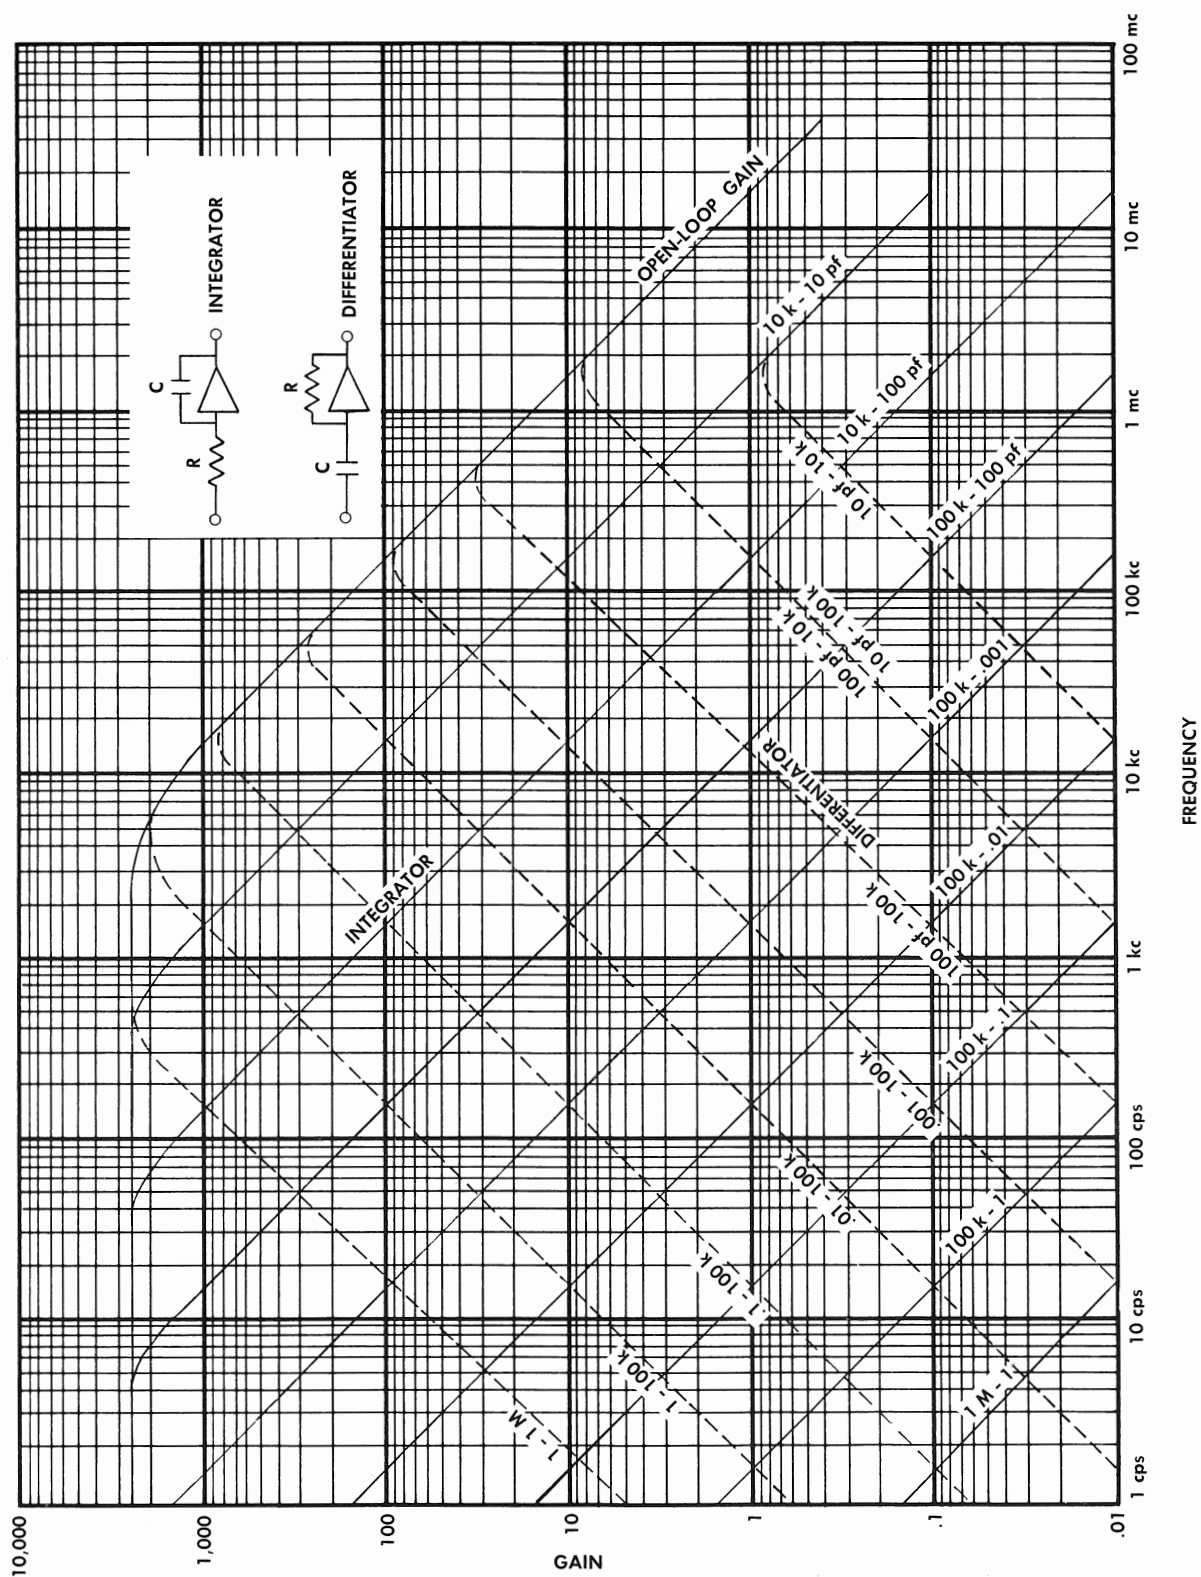 10,000
1,000
100
10
1
.1
.01
GAIN
1 cps
10 cps
100 cps
1 kc
10 kc
100 kc
1 mc
10 mc
100 mc
FREQUENCY
R
C
INTEGRATOR
C
R
DIFFERENTIATOR
OPEN-LOOP GAIN
INTEGRATOR
DIFFERENTIATOR
10 k - 10 pf
10 k - 100 pf
100 k - 100 pf
100 k - .001
100 k - .01
100 k - .1
100 k - 1
1 M - 1
1 - 1 M
1 - 100 k
.1 - 100 k
.01 - 100 k
.001 - 100 k
100 pf - 100 k
100 pf - 10 k
10 pf - 100 k
10 pf - 10 k